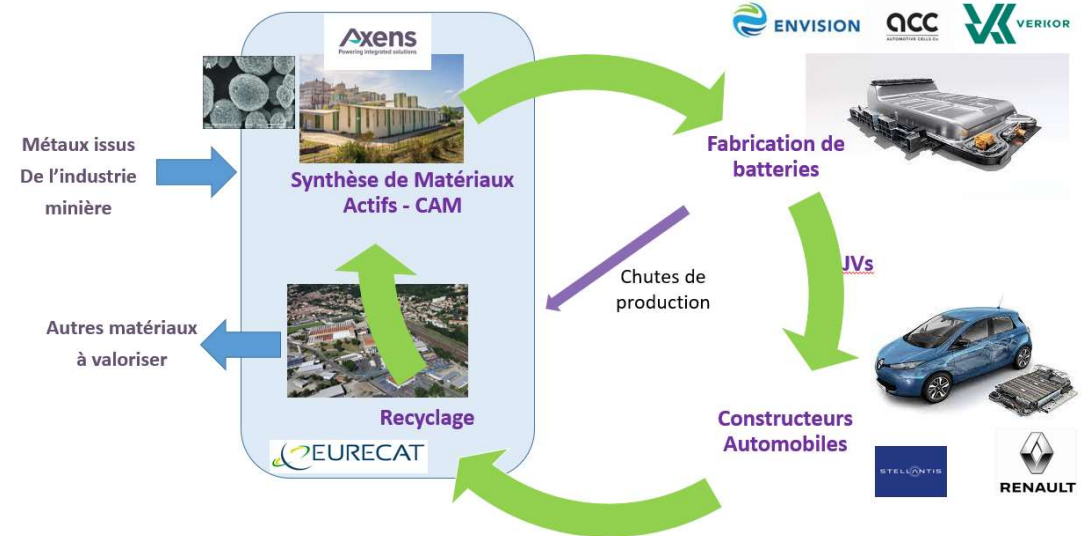 Axens
Powering integrated solutions
ENVISION
acc
AUTOMOTIVE CELLS Co
VERKOR
A
Métaux issus
De l’industrie
minière
Synthèse de Matériaux
Actifs - CAM
Fabrication de
batteries
JVs
Chutes de
production
Autres matériaux
à valoriser
Recyclage
EURECAT
Constructeurs
Automobiles
STELLANTIS
RENAULT